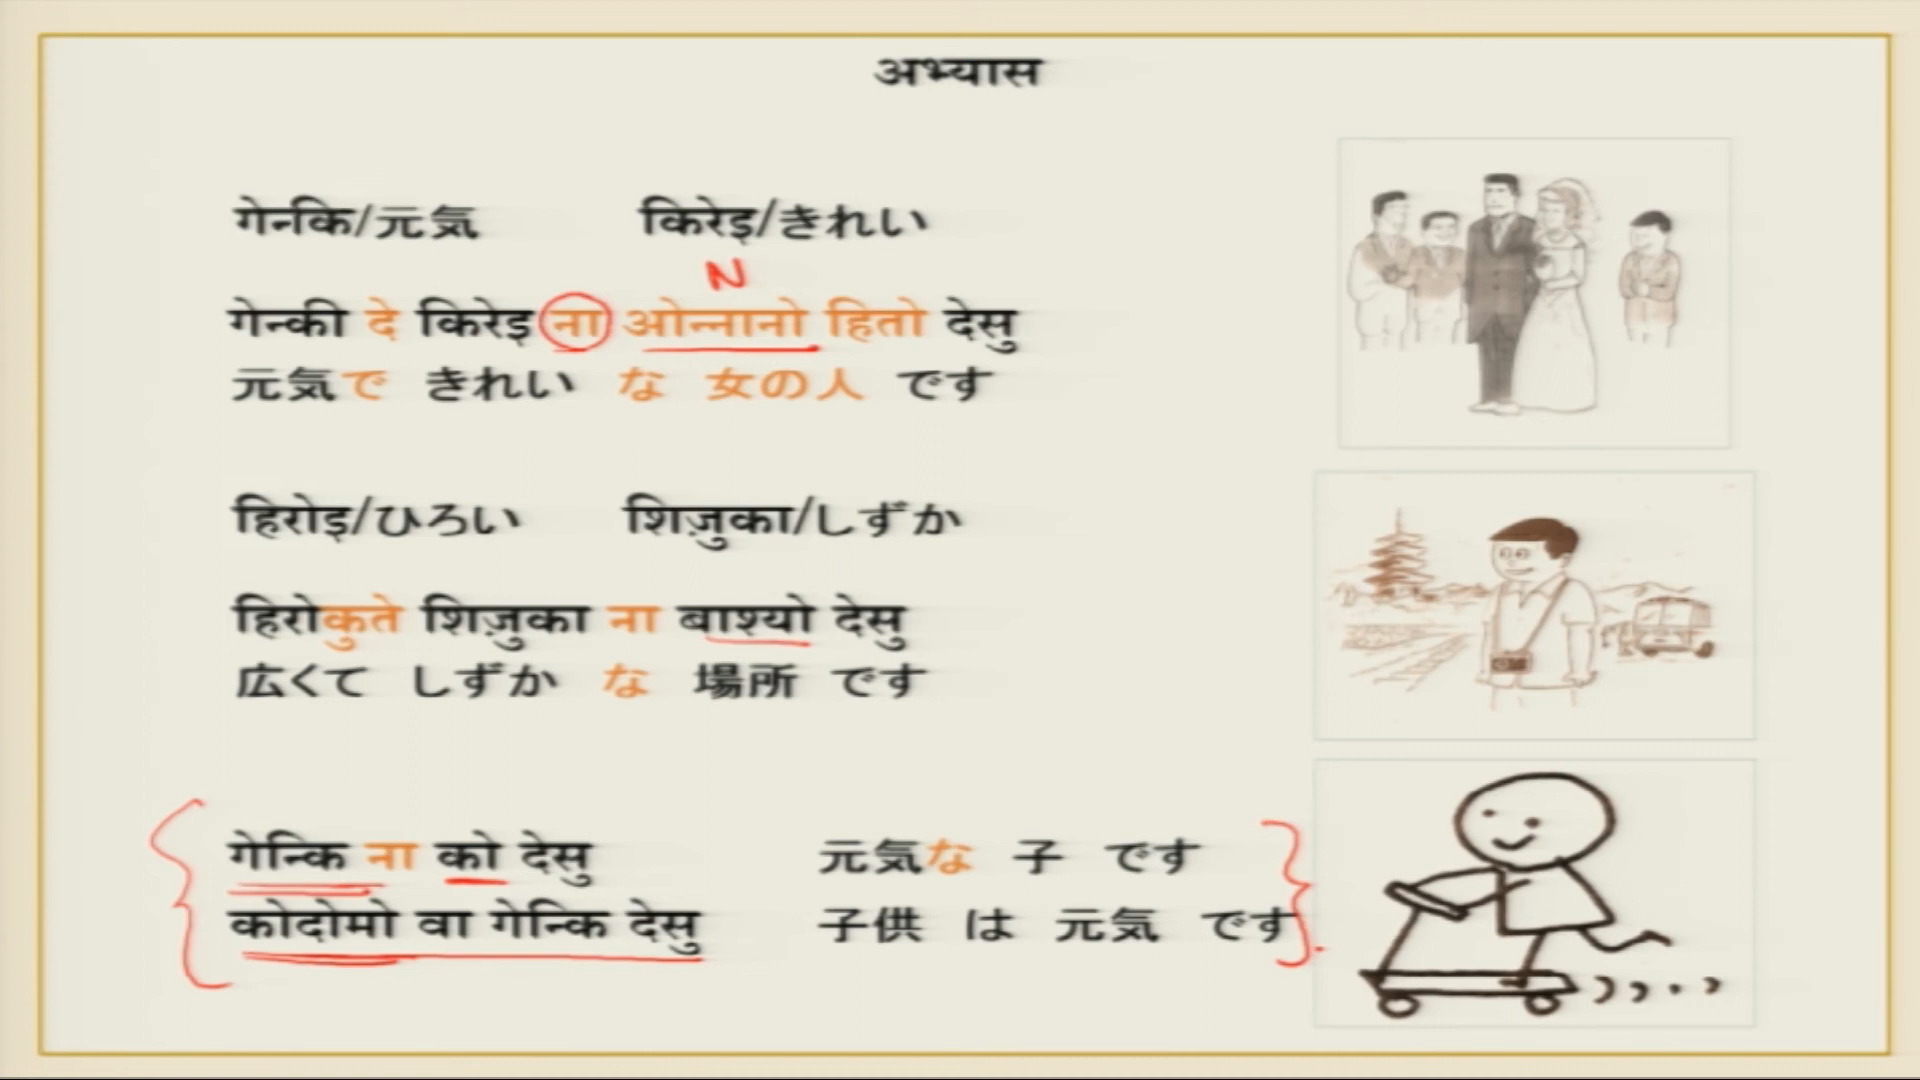 अभ्यास
गेनकि/元気 किरेइ/きれい
N
गेन्की दे किरेइ ना ओन्नानो हितो देसु
元気で きれい な 女の人 です
हिरोइ/ひろい शिज़ुका/しずか
हिरोकुते शिज़ुका ना बाश्यो देसु
広くて しずか な 場所 です
गेन्कि ना को देसु 元気な 子 です
कोदोमो वा गेन्कि देसु 子供 は 元気 です